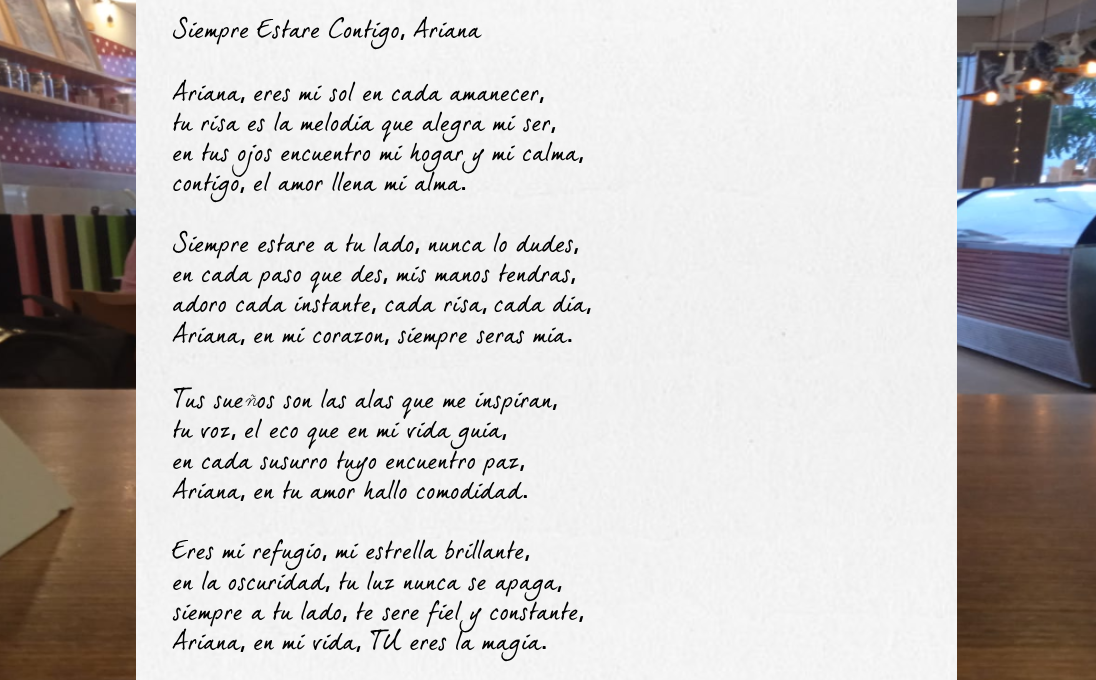 Siempre Estare Contigo, Ariana
Ariana, eres mi sol en cada amanecer,
tu risa es la melodia que alegra mi ser,
en tus ojos encuentro mi hogar y mi calma,
contigo, el amor llena mi alma.
Siempre estare a tu lado, nunca lo dudes,
en cada paso que des, mis manos tendras,
adoro cada instante, cada risa, cada dia,
Ariana, en mi corazon, siempre seras mia.
Tus sueños son las alas que me inspiran,
tu voz, el eco que en mi vida guia,
en cada susurro tuyo encuentro paz,
Ariana, en tu amor hallo comodidad.
Eres mi refugio, mi estrella brillante,
en la oscuridad, tu luz nunca se apaga,
siempre a tu lado, te sere fiel y constante,
Ariana, en mi vida, TU eres la magia.